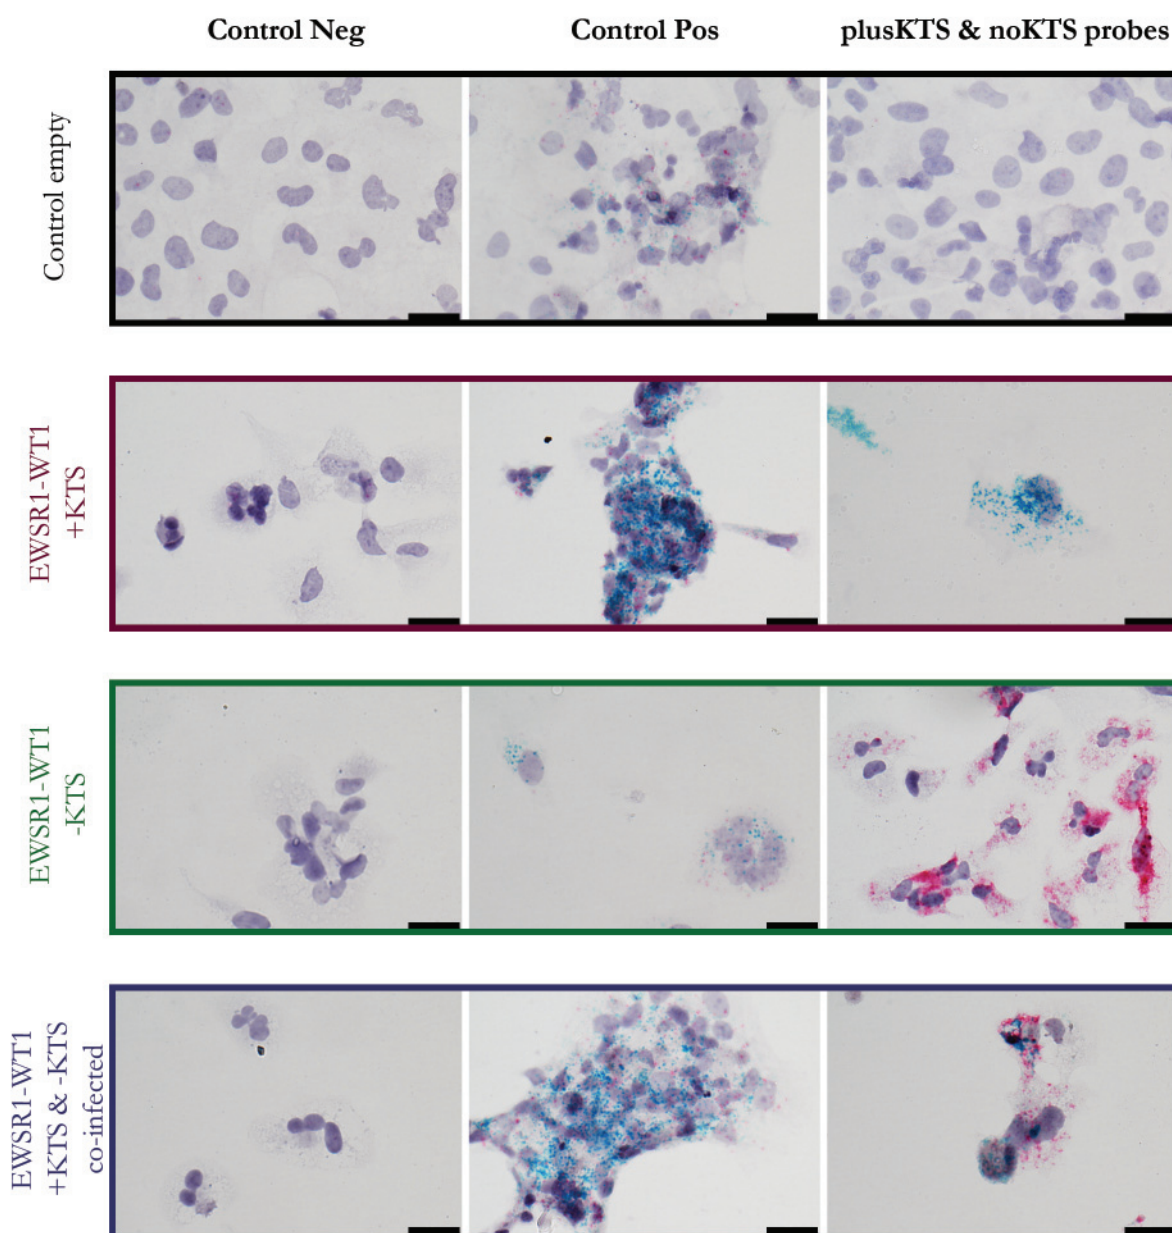 Control Neg
Control Pos
plusKTS & noKTS probes
Control empty
EWSR1-WT1
+KTS
EWSR1-WT1
-KTS
EWSR1-WT1
+KTS & -KTS
co-infected